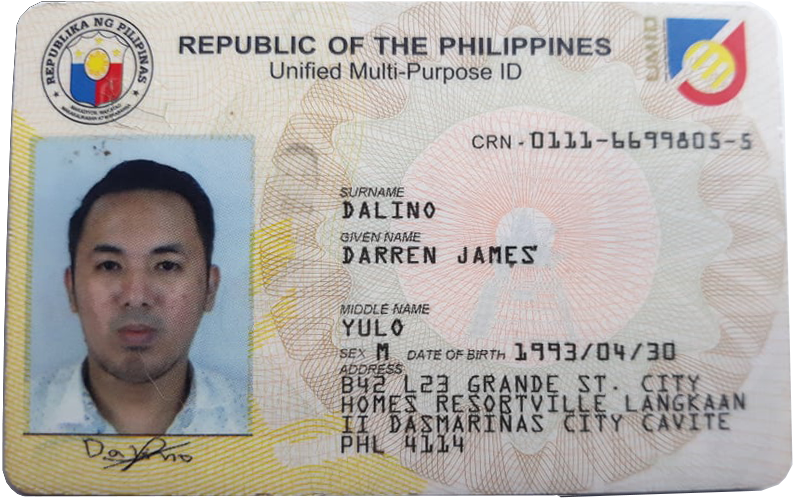 REPUBLIKA NG PILIPINAS
REPUBLIC OF THE PHILIPPINES
Unified Multi-Purpose ID
UMID
CRN - 0111-6699805-5
SURNAME
DALINO
GIVEN NAME
DARREN JAMES
MIDDLE NAME
YULO
SEX M DATE OF BIRTH 1993/04/30
ADDRESS
B42 L23 GRANDE ST. CITY
HOMES RESORTVILLE LANGKAAN
II DASMARINAS CITY CAVITE
PHL 4114